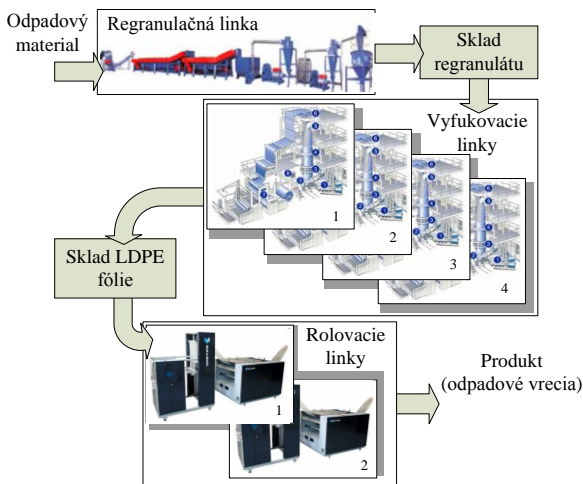 Odpadový
material
Regranulačná linka
Sklad
regranulátu
Vyfukovacie
linky
1
2
3
4
Sklad LDPE
fólie
Rolovacie
linky
1
2
Produkt
(odpadové vrecia)